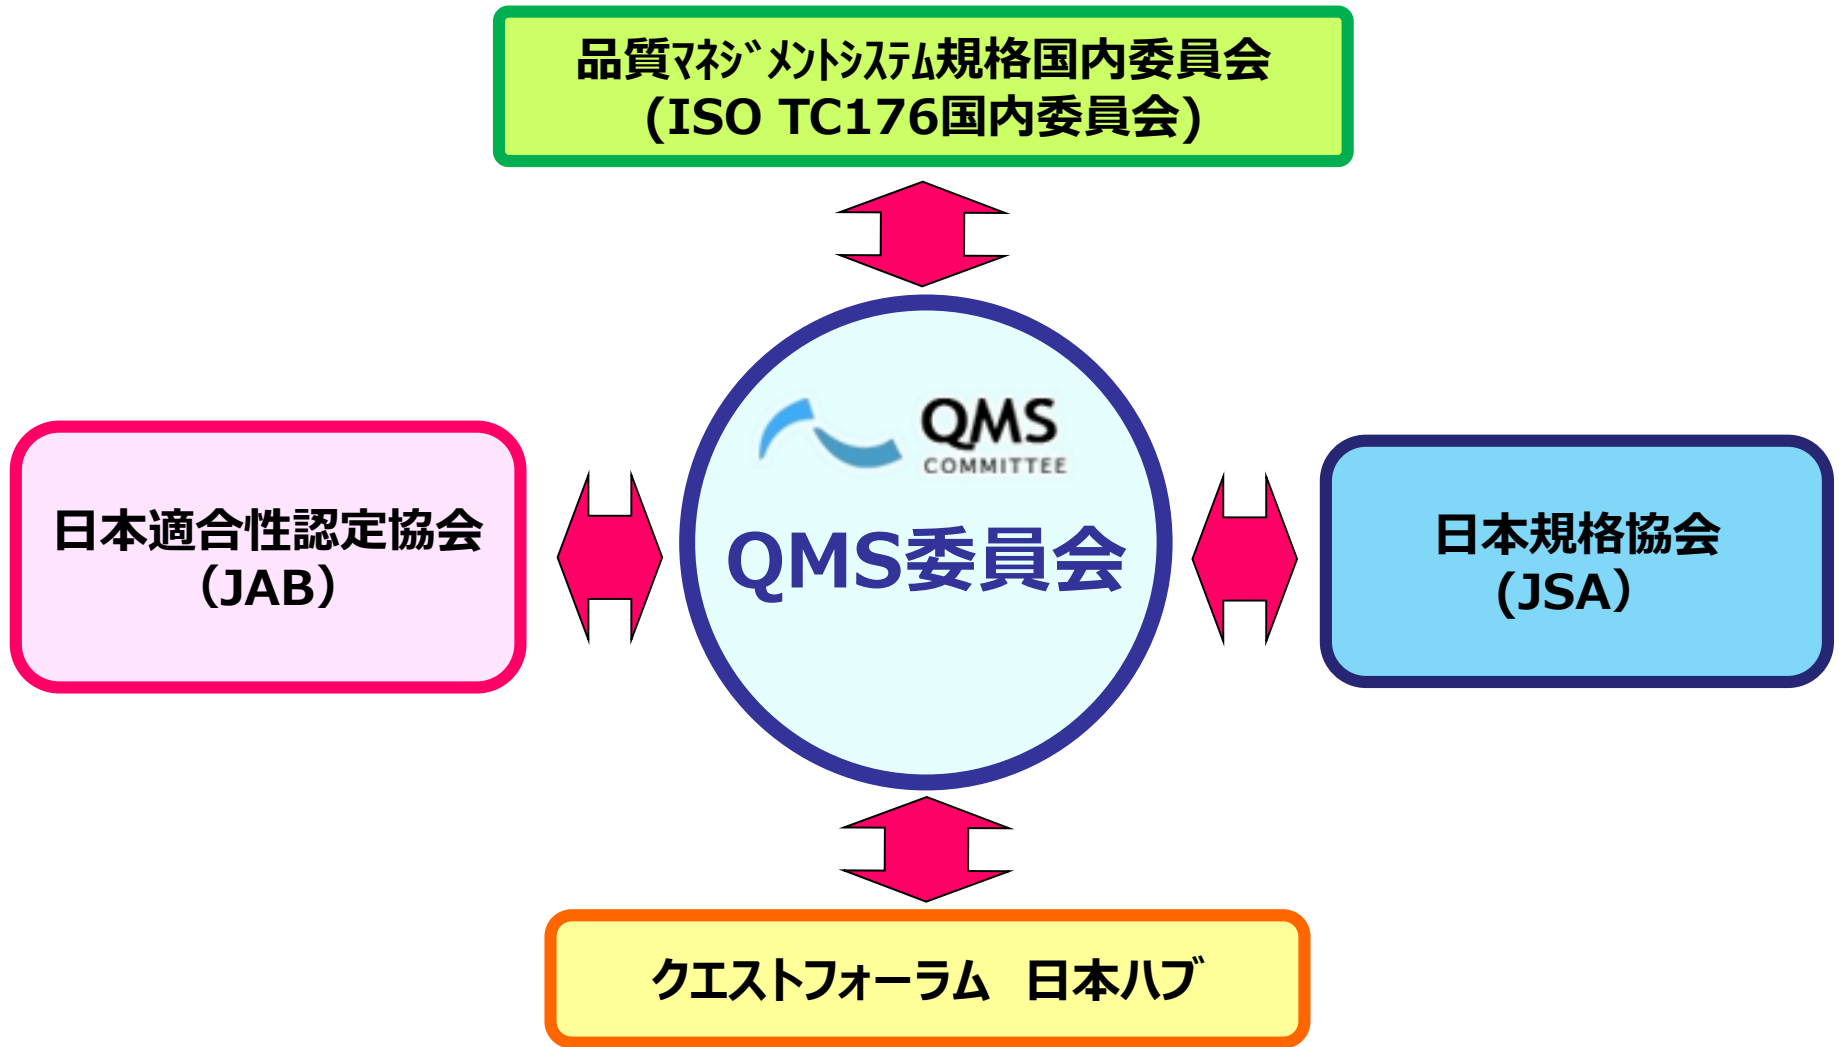 品質ﾏﾈｼﾞﾒﾝﾄｼｽﾃﾑ規格国内委員会
(ISO TC176国内委員会)
QMS
COMMITTEE
QMS委員会
日本適合性認定協会
（JAB）
日本規格協会
(JSA）
クエストフォーラム　日本ハブ